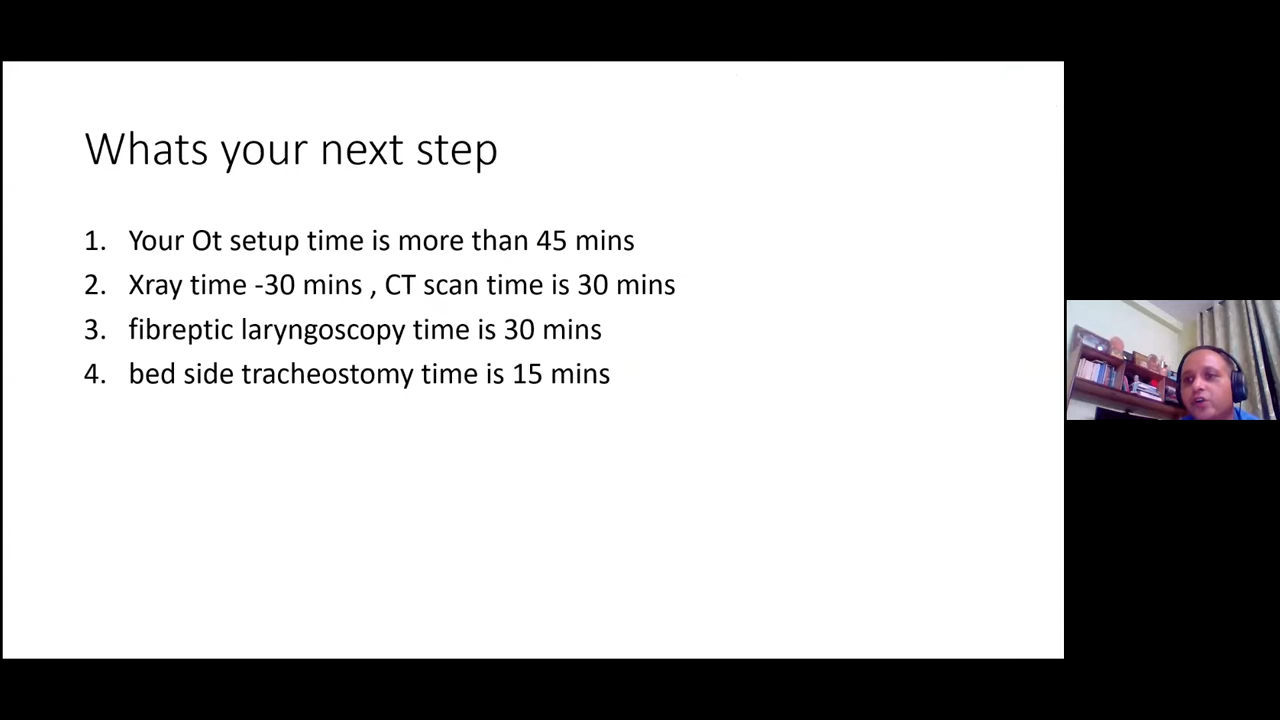 Whats your next step
1. Your Ot setup time is more than 45 mins
2. Xray time -30 mins , CT scan time is 30 mins
3. fibreptic laryngoscopy time is 30 mins
4. bed side tracheostomy time is 15 mins